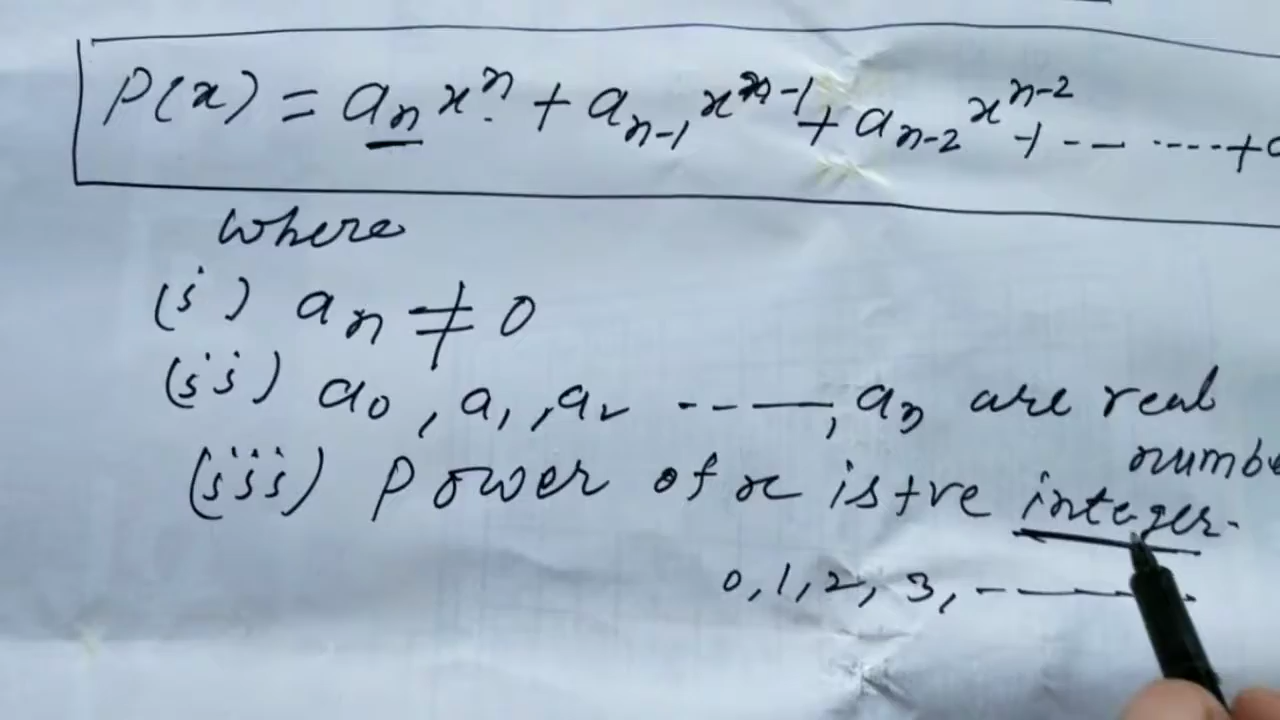 P(x) = aₙxⁿ + aₙ₋₁xⁿ⁻¹ + aₙ₋₂xⁿ⁻² + -- ----- +
where
(i) aₙ ≠ 0
(ii) a₀, a₁, a₂ -----, aₙ are real
numbe
(iii) Power of x is +ve integer.
0, 1, 2, 3, -----